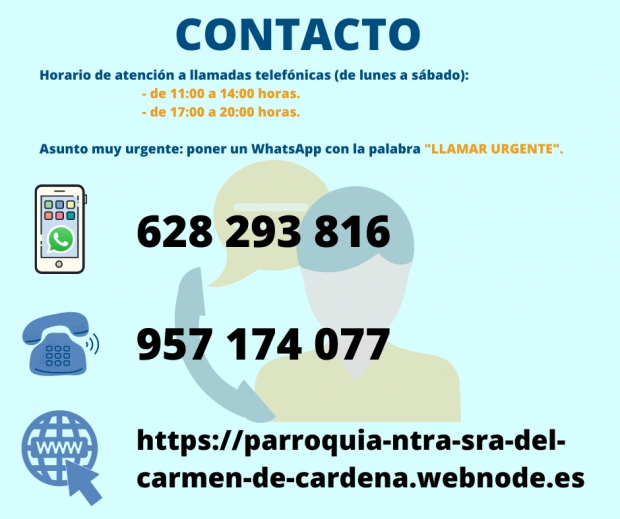 CONTACTO
Horario de atención a llamadas telefónicas (de lunes a sábado):
- de 11:00 a 14:00 horas.
- de 17:00 a 20:00 horas.
Asunto muy urgente: poner un WhatsApp con la palabra "LLAMAR URGENTE".
628 293 816
957 174 077
WWW
https://parroquia-ntra-sra-del-
carmen-de-cardena.webnode.es